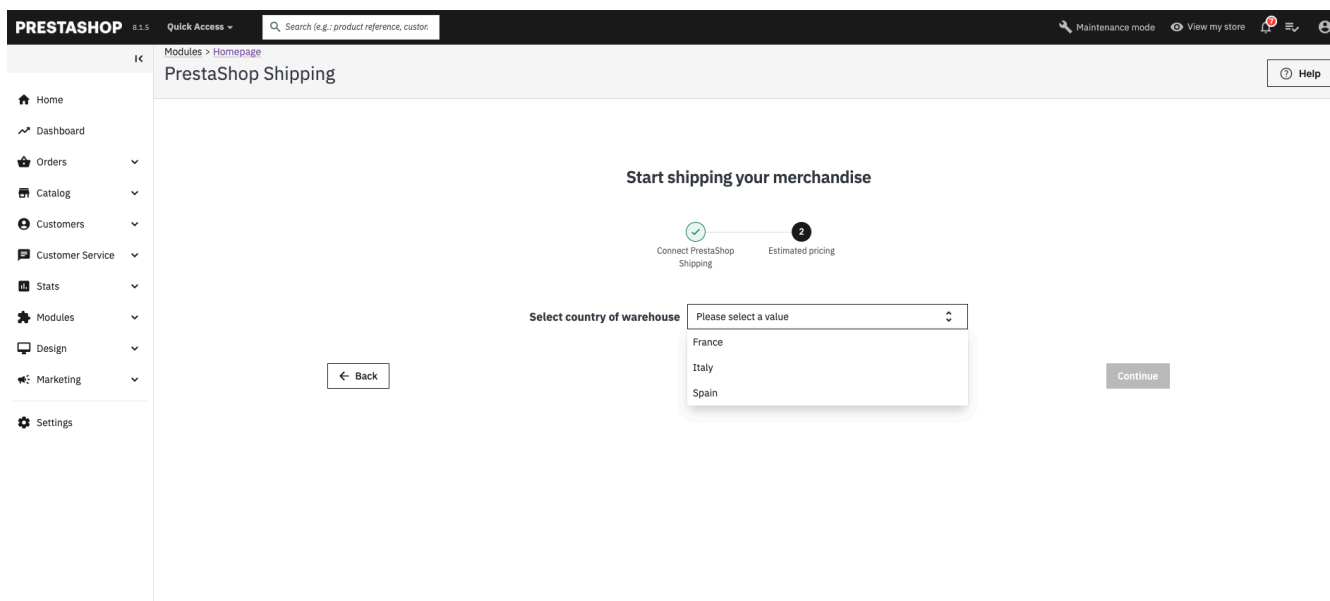 PRESTASHOP 8.1.5 Quick Access Search (e.g.: product reference, custon Maintenance mode View my store 7
Modules > Homepage
PrestaShop Shipping
Help
Home
Dashboard
Orders
Catalog
Customers
Customer Service
Stats
Modules
Design
Marketing
Settings
Start shipping your merchandise
2
Connect PrestaShop
Shipping
Estimated pricing
Select country of warehouse Please select a value
France
Italy
Spain
← Back
Continue